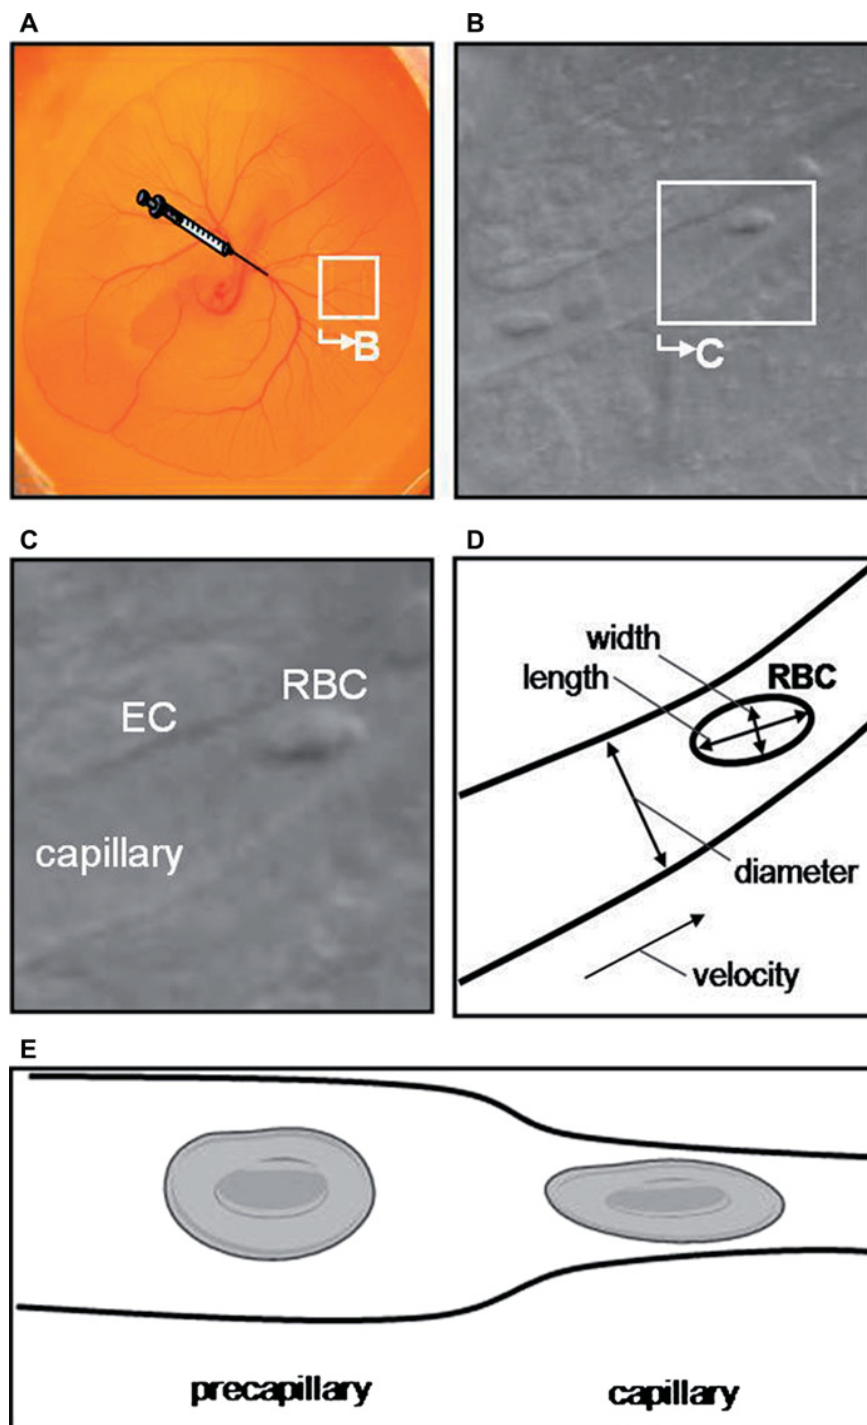 A
B
B
C
C
D
EC
RBC
capillary
width
length
RBC
diameter
velocity
E
precapillary
capillary